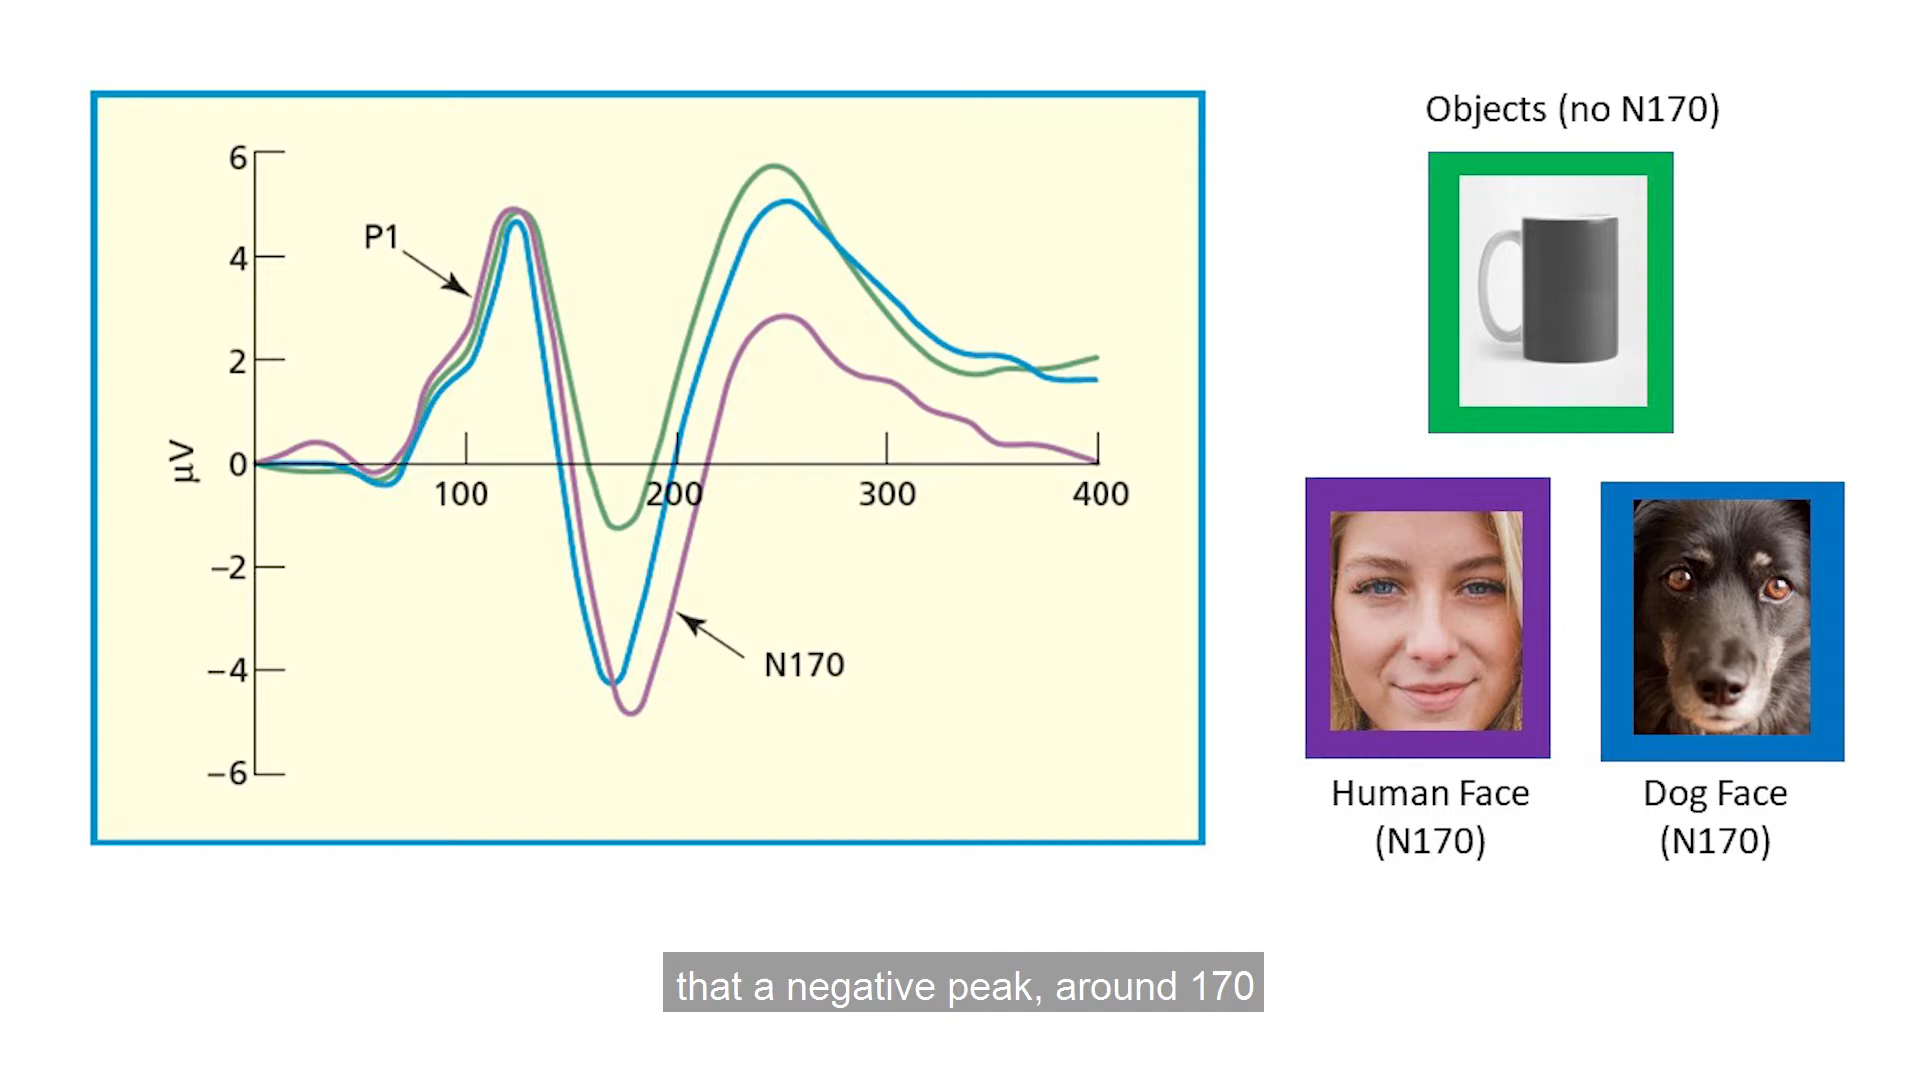 6
4
2
0
−2
−4
−6
μV
P1
100
200
300
400
N170
Objects (no N170)
Human Face
(N170)
Dog Face
(N170)
that a negative peak, around 170